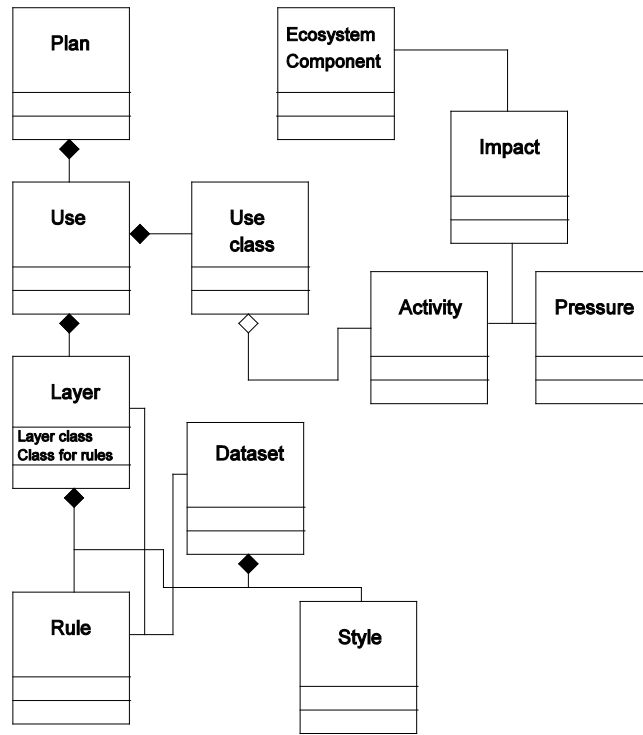 Plan
Ecosystem
Component
Impact
Use
Use
class
Activity
Pressure
Layer
Layer class
Class for rules
Dataset
Rule
Style